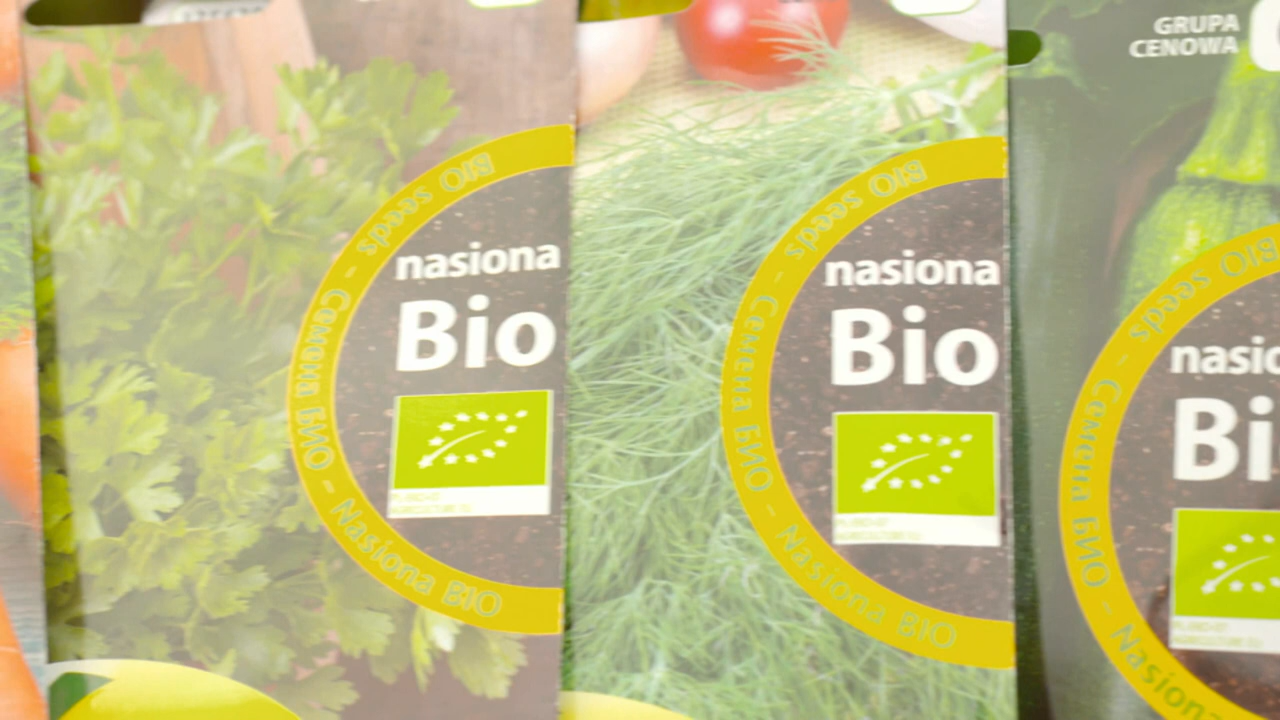 GRUPA
CENOWA
BIO seeds - Семена БИО - Nasiona BIO
nasiona
Bio
BIO seeds - Семена БИО - Nasiona BIO
nasiona
Bio
BIO seeds - Семена БИО - Nasiona
nasio
Bi